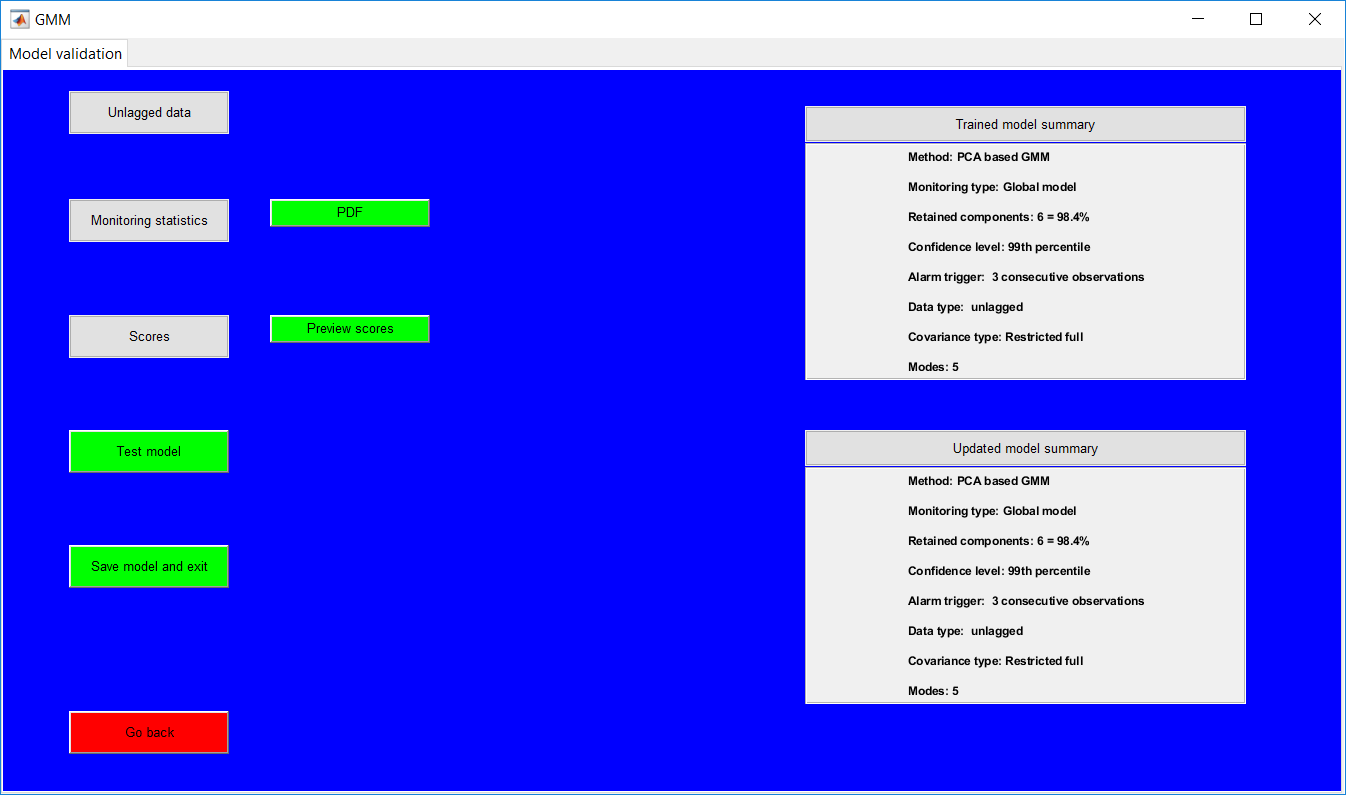 GMM
Model validation
Unlagged data
Monitoring statistics
PDF
Scores
Preview scores
Test model
Save model and exit
Go back
Trained model summary
Method: PCA based GMM
Monitoring type: Global model
Retained components: 6 = 98.4%
Confidence level: 99th percentile
Alarm trigger:  3 consecutive observations
Data type:  unlagged
Covariance type: Restricted full
Modes: 5
Updated model summary
Method: PCA based GMM
Monitoring type: Global model
Retained components: 6 = 98.4%
Confidence level: 99th percentile
Alarm trigger:  3 consecutive observations
Data type:  unlagged
Covariance type: Restricted full
Modes: 5